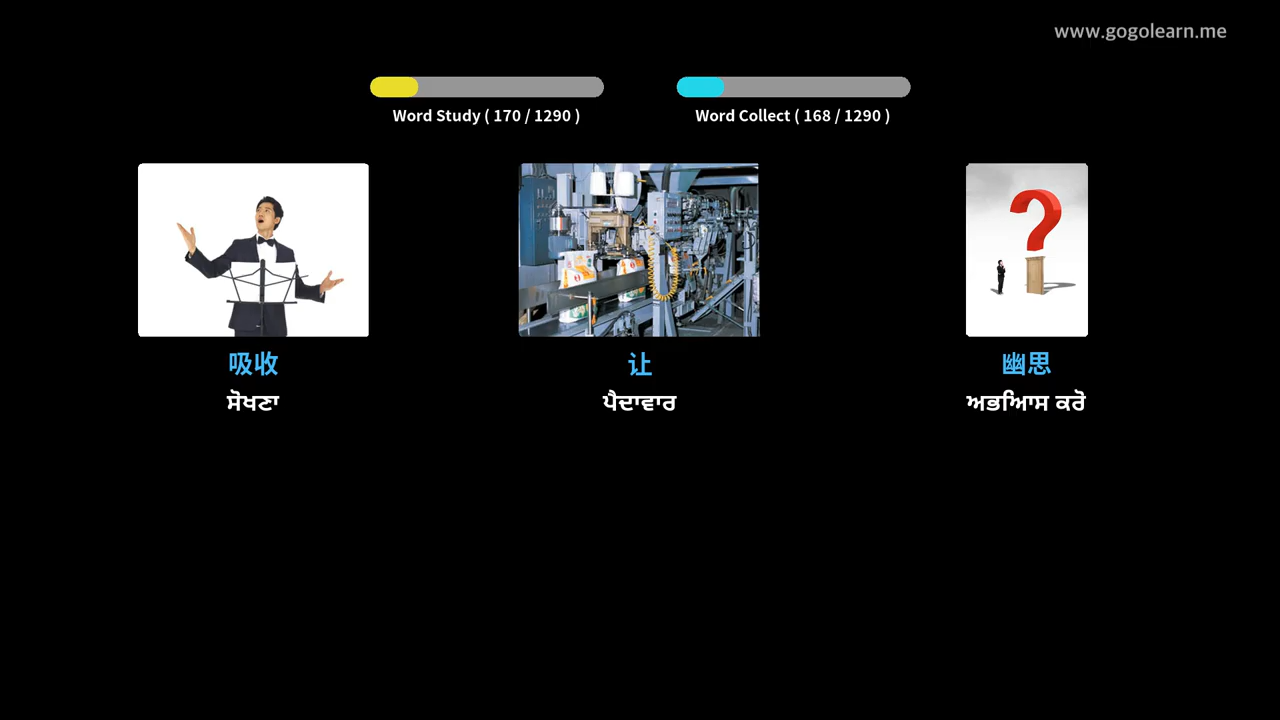 www.gogolearn.me
Word Study ( 170 / 1290 )
Word Collect ( 168 / 1290 )
吸收
让
幽思
ਸੋਖਣਾ
ਪੈਦਾਵਾਰ
ਅਭਿਆਸ ਕਰੋ